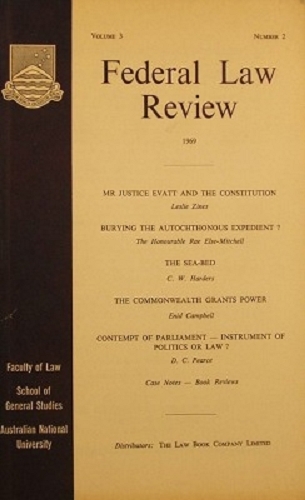 VOLUME 3 NUMBER 2
Federal Law
Review
1969
MR JUSTICE EVATT AND THE CONSTITUTION
Leslie Zines
BURYING THE AUTOCHTHONOUS EXPEDIENT ?
The Honourable Rae Else-Mitchell
THE SEA-BED
C. W. Harders
THE COMMONWEALTH GRANTS POWER
Enid Campbell
CONTEMPT OF PARLIAMENT — INSTRUMENT OF
POLITICS OR LAW ?
D. C. Pearce
Case Notes — Book Reviews
Distributors: THE LAW BOOK COMPANY LIMITED
Faculty of Law
School of
General Studies
Australian National
University